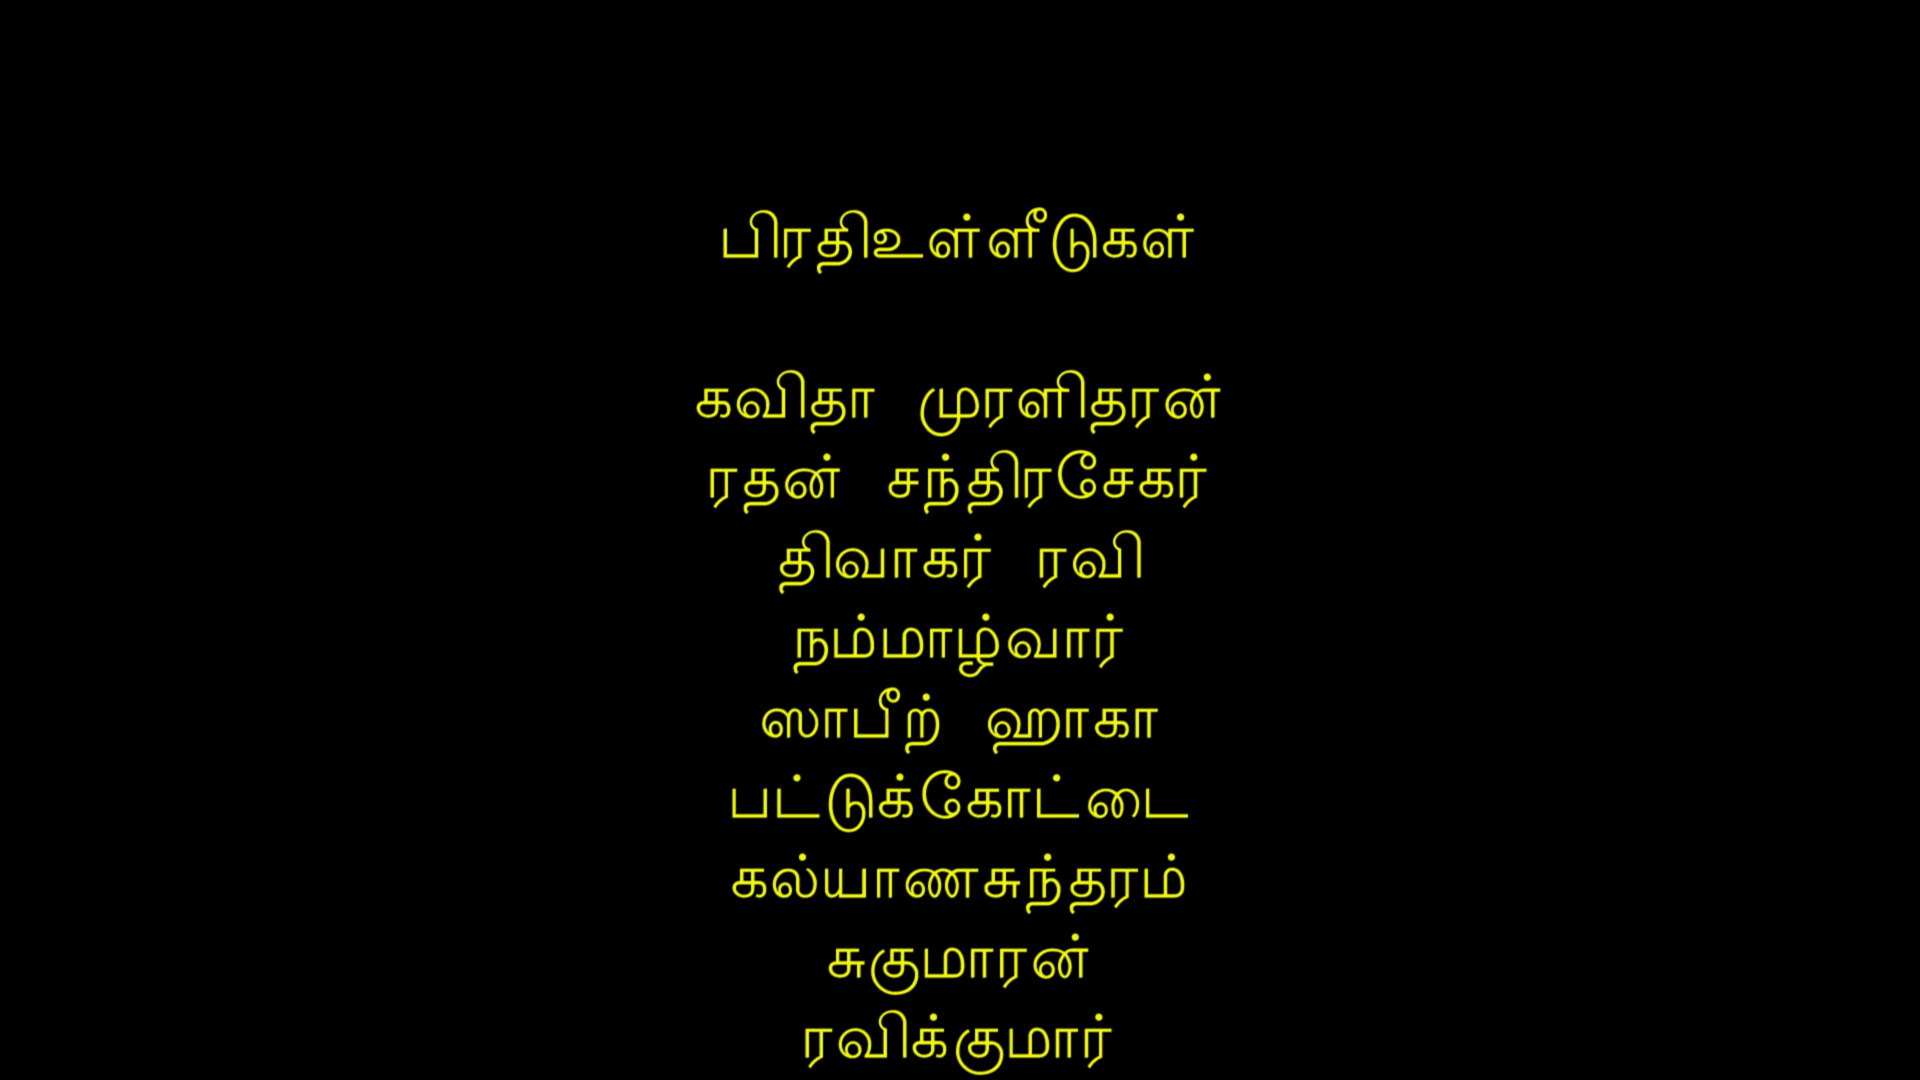 பிரதிஉள்ளீடுகள்
கவிதா முரளிதரன்
ரதன் சந்திரசேகர்
திவாகர் ரவி
நம்மாழ்வார்
ஸாபீற் ஹாகா
பட்டுக்கோட்டை
கல்யாணசுந்தரம்
சுகுமாரன்
ரவிக்குமார்